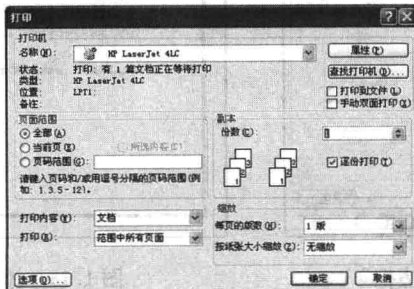 打印
打印机
名称(N): HP LaserJet 4LC 属性(P)
状态: 打印: 有 1 篇文档正在等待打印
类型: HP LaserJet 4LC 查找打印机(D)...
位置: LPT1: 打印到文件(L)
备注: 手动双面打印(X)
页面范围
全部(A)
当前页(E) 所选内容(S)
页码范围(G):
请键入页码和/或用逗号分隔的页码范围(例
如: 1,3,5-12)。
副本
份数(C): 1
逐份打印(T)
打印内容(W): 文档
打印(R): 范围中所有页面
缩放
每页的版数(H): 1 版
按纸张大小缩放(Z): 无缩放
选项(O)... 确定 取消